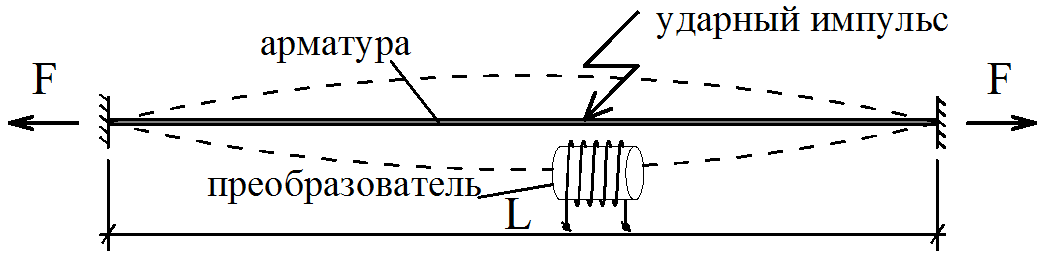 ударный импульс
арматура
F
F
преобразователь
L